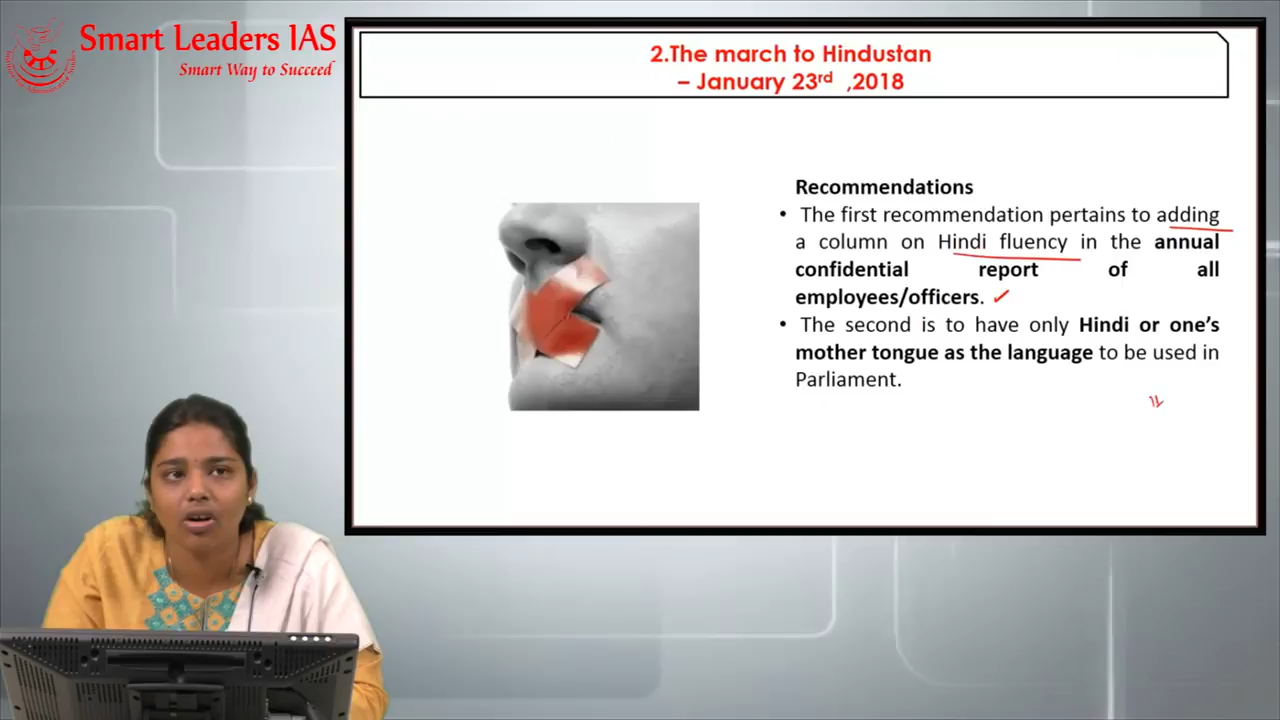 Smart Leaders IAS
Smart Way to Succeed
2.The march to Hindustan
– January 23rd ,2018
Recommendations
• The first recommendation pertains to adding
a column on Hindi fluency in the annual
confidential report of all
employees/officers.
• The second is to have only Hindi or one's
mother tongue as the language to be used in
Parliament.